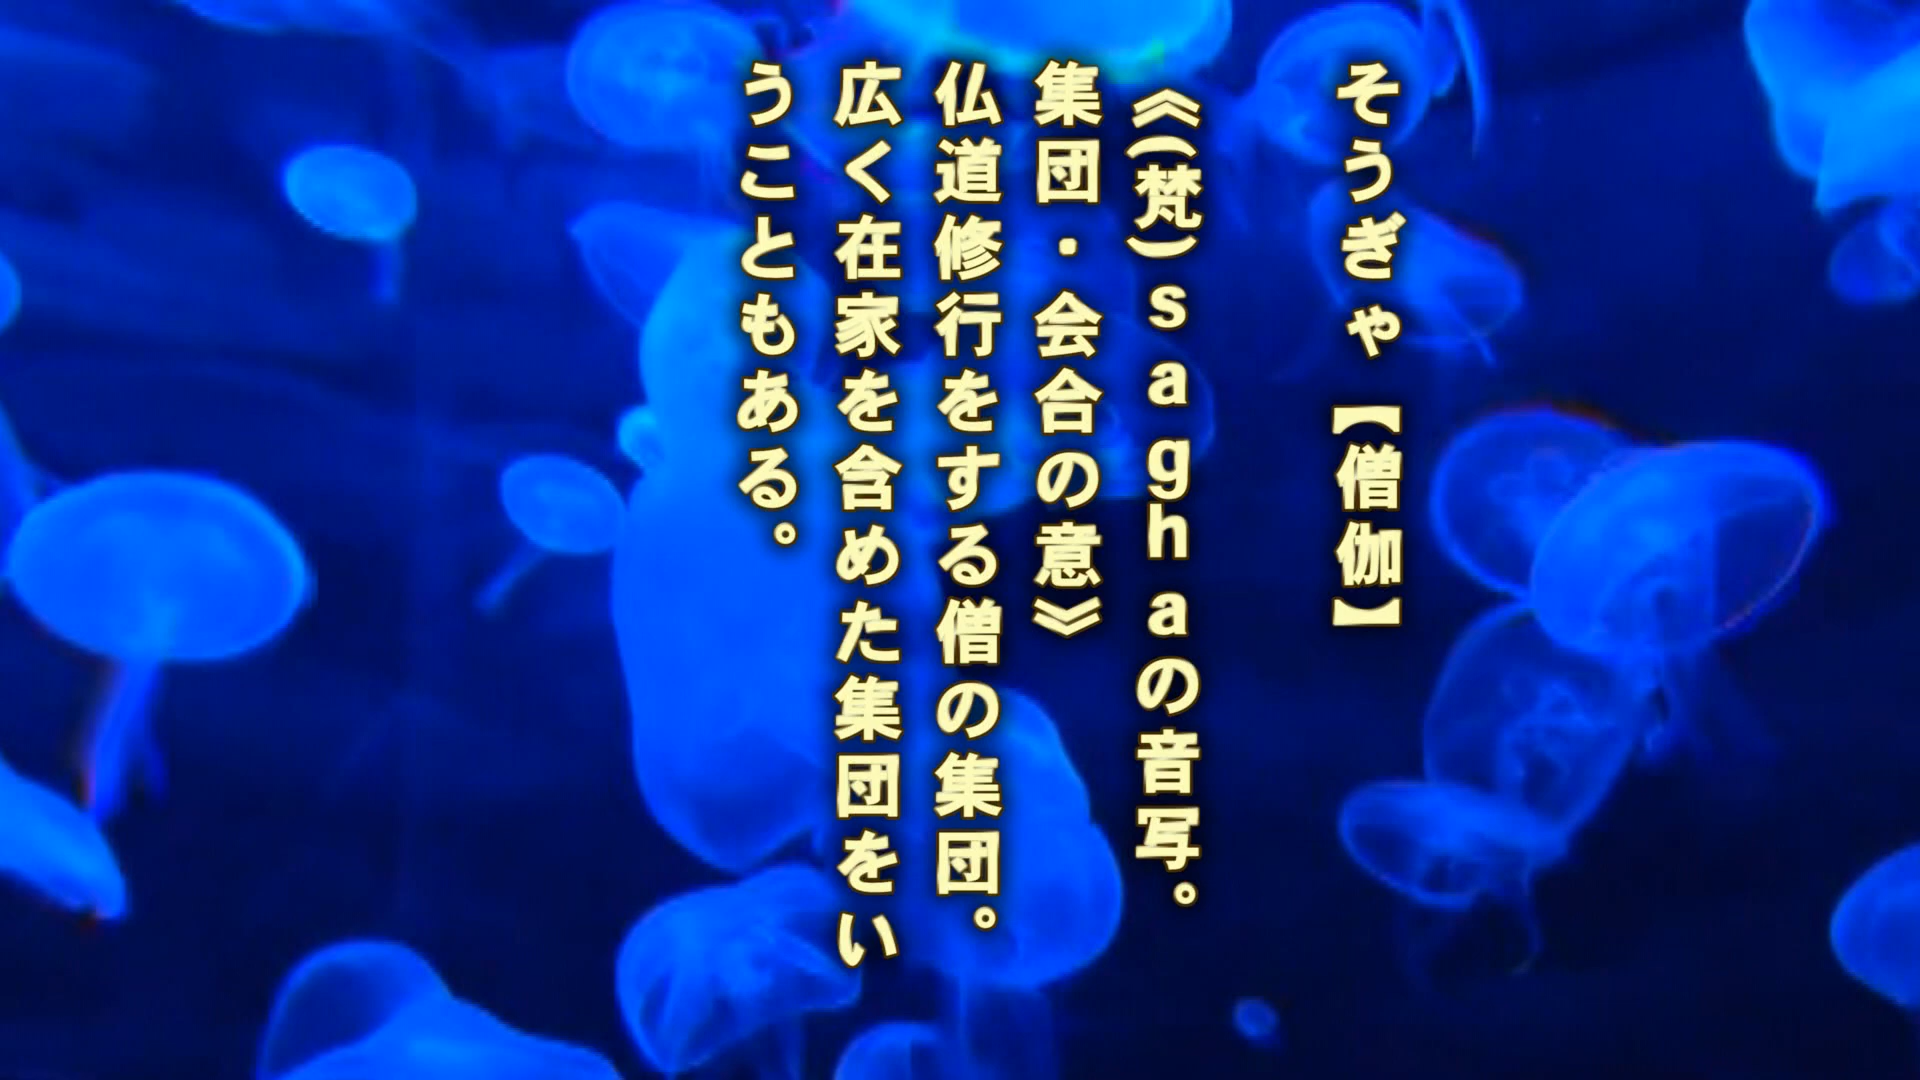 そうぎゃ【僧伽】
《(梵)saghaの音写。
集団・会合の意》
仏道修行をする僧の集団。
広く在家を含めた集団をい
うこともある。